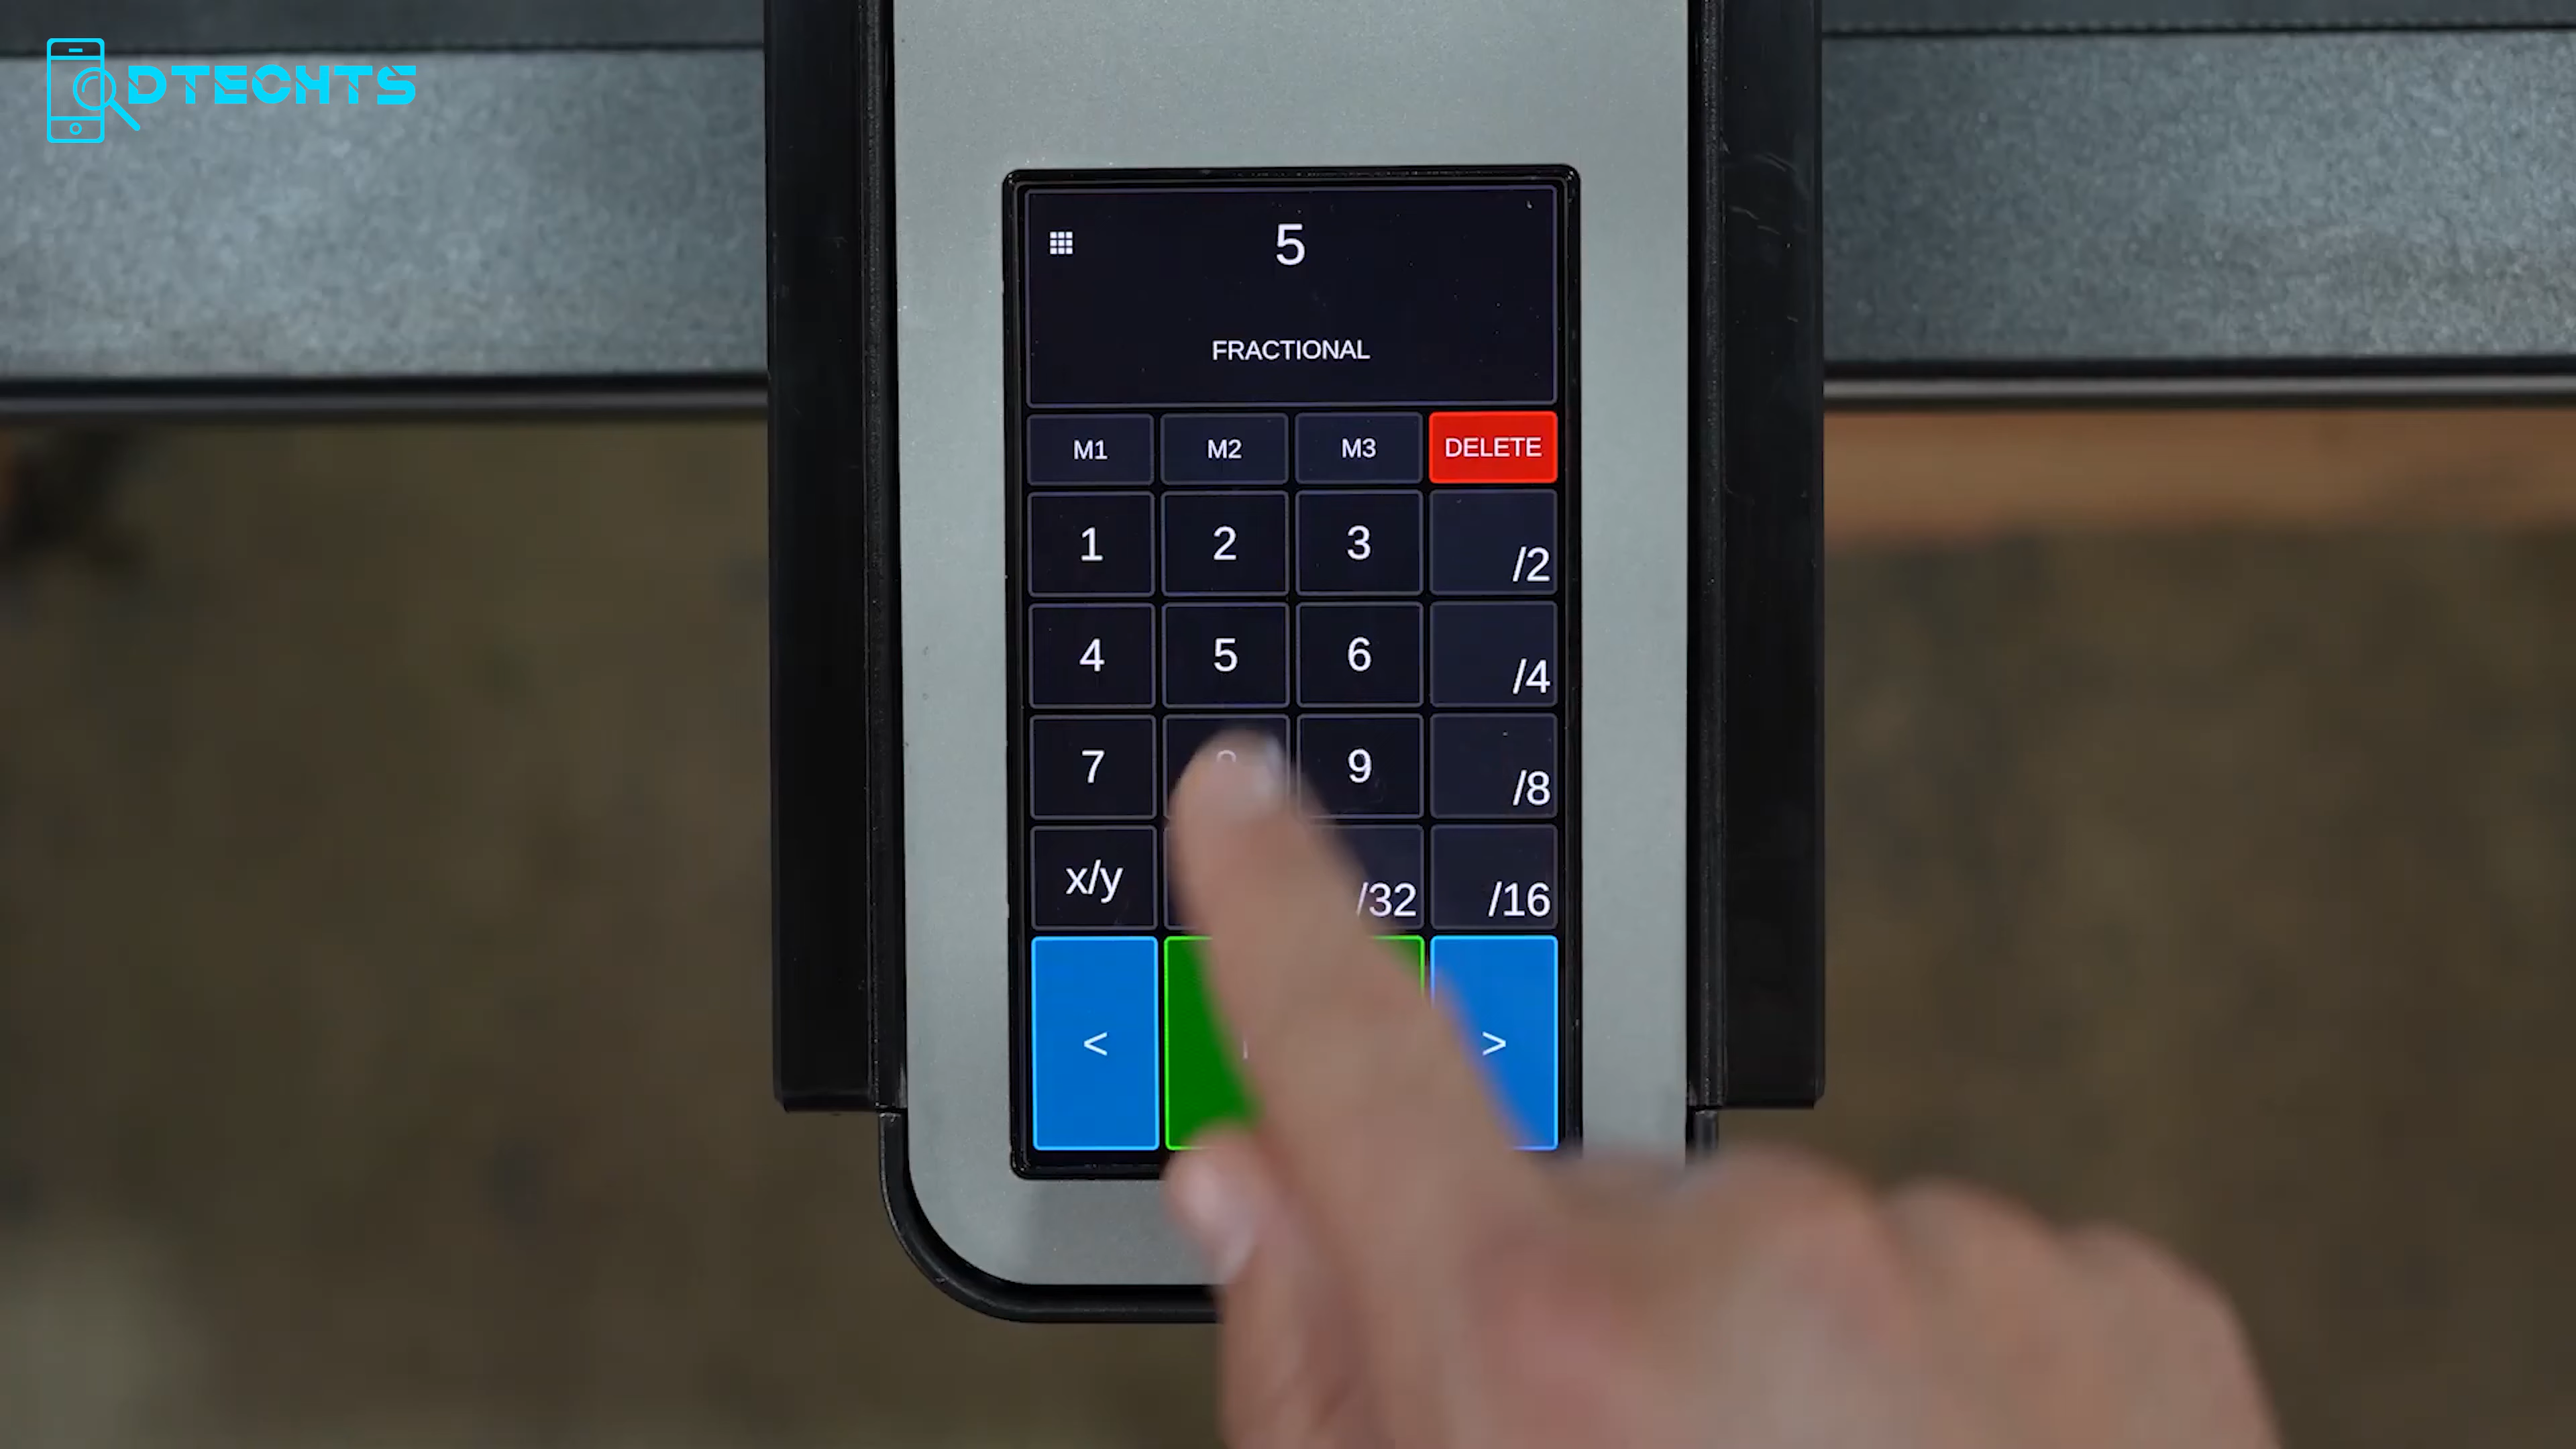 DTECHTS
5
FRACTIONAL
M1 M2 M3 DELETE
1 2 3 /2
4 5 6 /4
7 9 /8
x/y /32 /16
< >